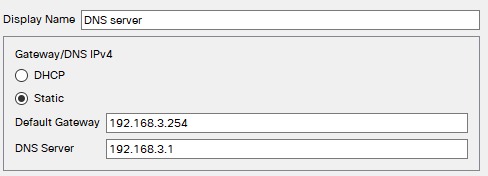 Display Name DNS server
Gateway/DNS IPv4
DHCP
Static
Default Gateway 192.168.3.254
DNS Server 192.168.3.1